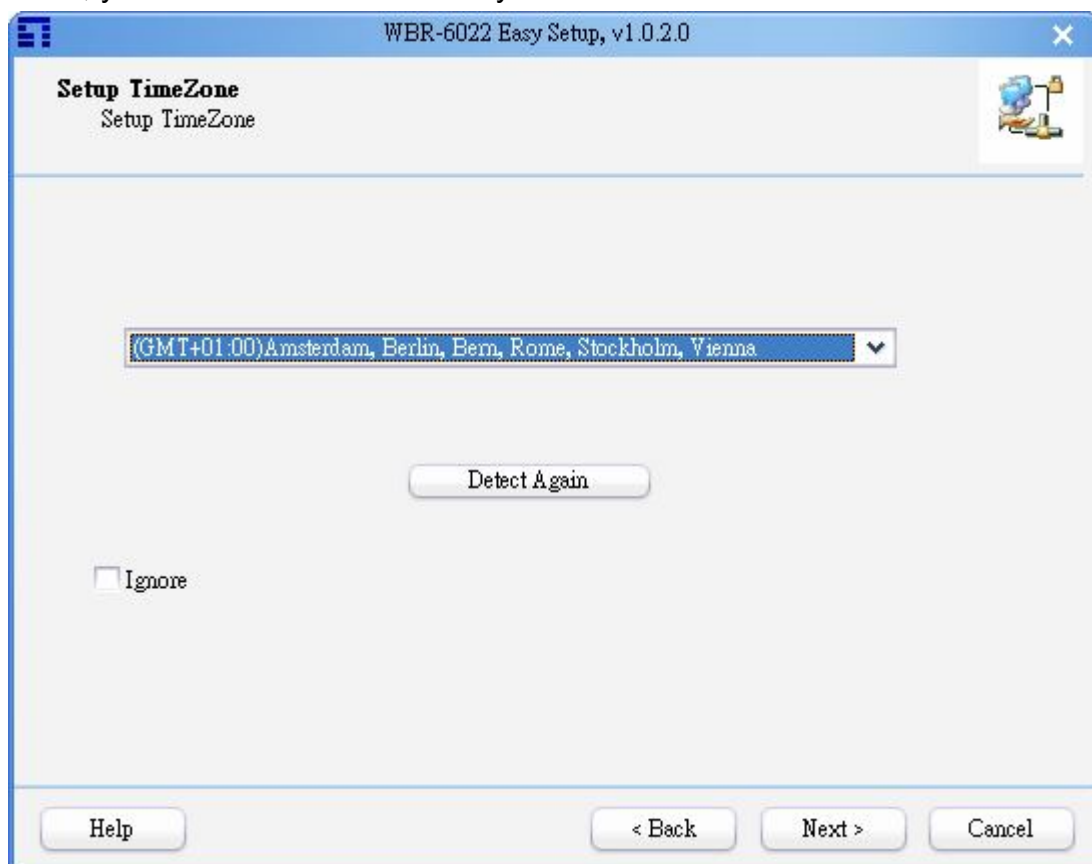 WBR-6022 Easy Setup, v1.0.2.0
Setup TimeZone
Setup TimeZone
(GMT+01:00)Amsterdam, Berlin, Bern, Rome, Stockholm, Vienna
Detect Again
Ignore
Help
< Back
Next >
Cancel